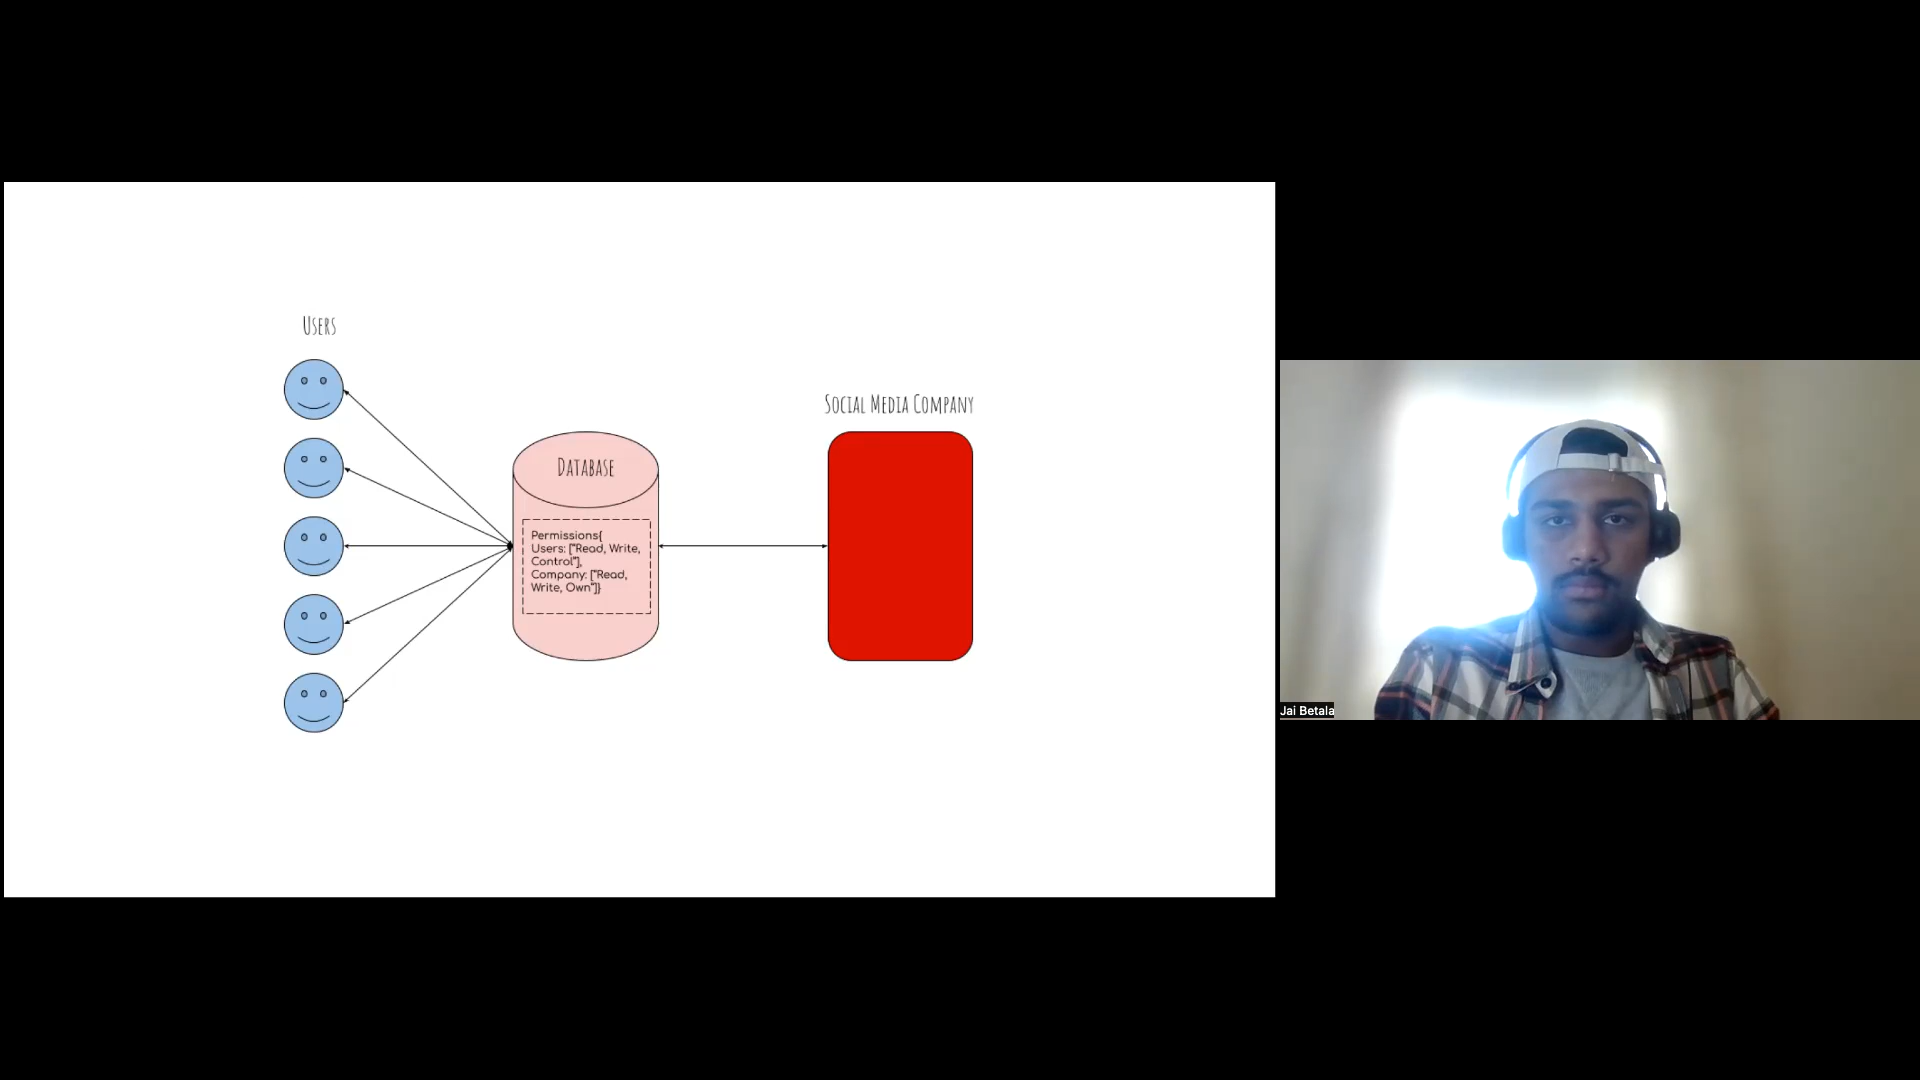 Users
Social Media Company
Database
Permissions{
Users: ["Read, Write,
Control"],
Company: ["Read,
Write, Own"]}
Jai Betala